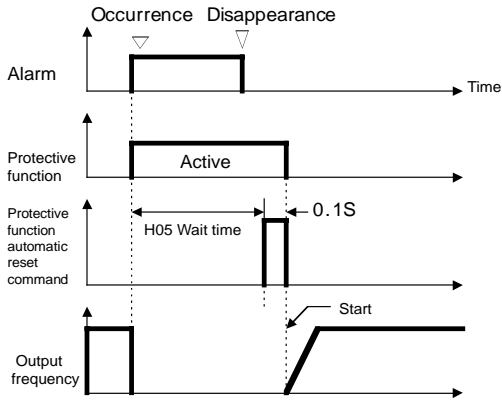 Occurrence Disappearance
Alarm
Time
Protective
function
Active
Protective
function
automatic
reset
command
H05 Wait time
0.1S
Start
Output
frequency